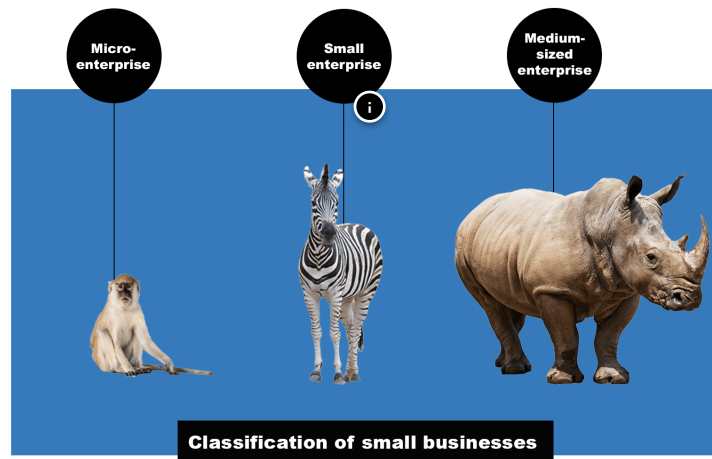 Micro-
enterprise
Small
enterprise
Medium-
sized
enterprise
i
Classification of small businesses